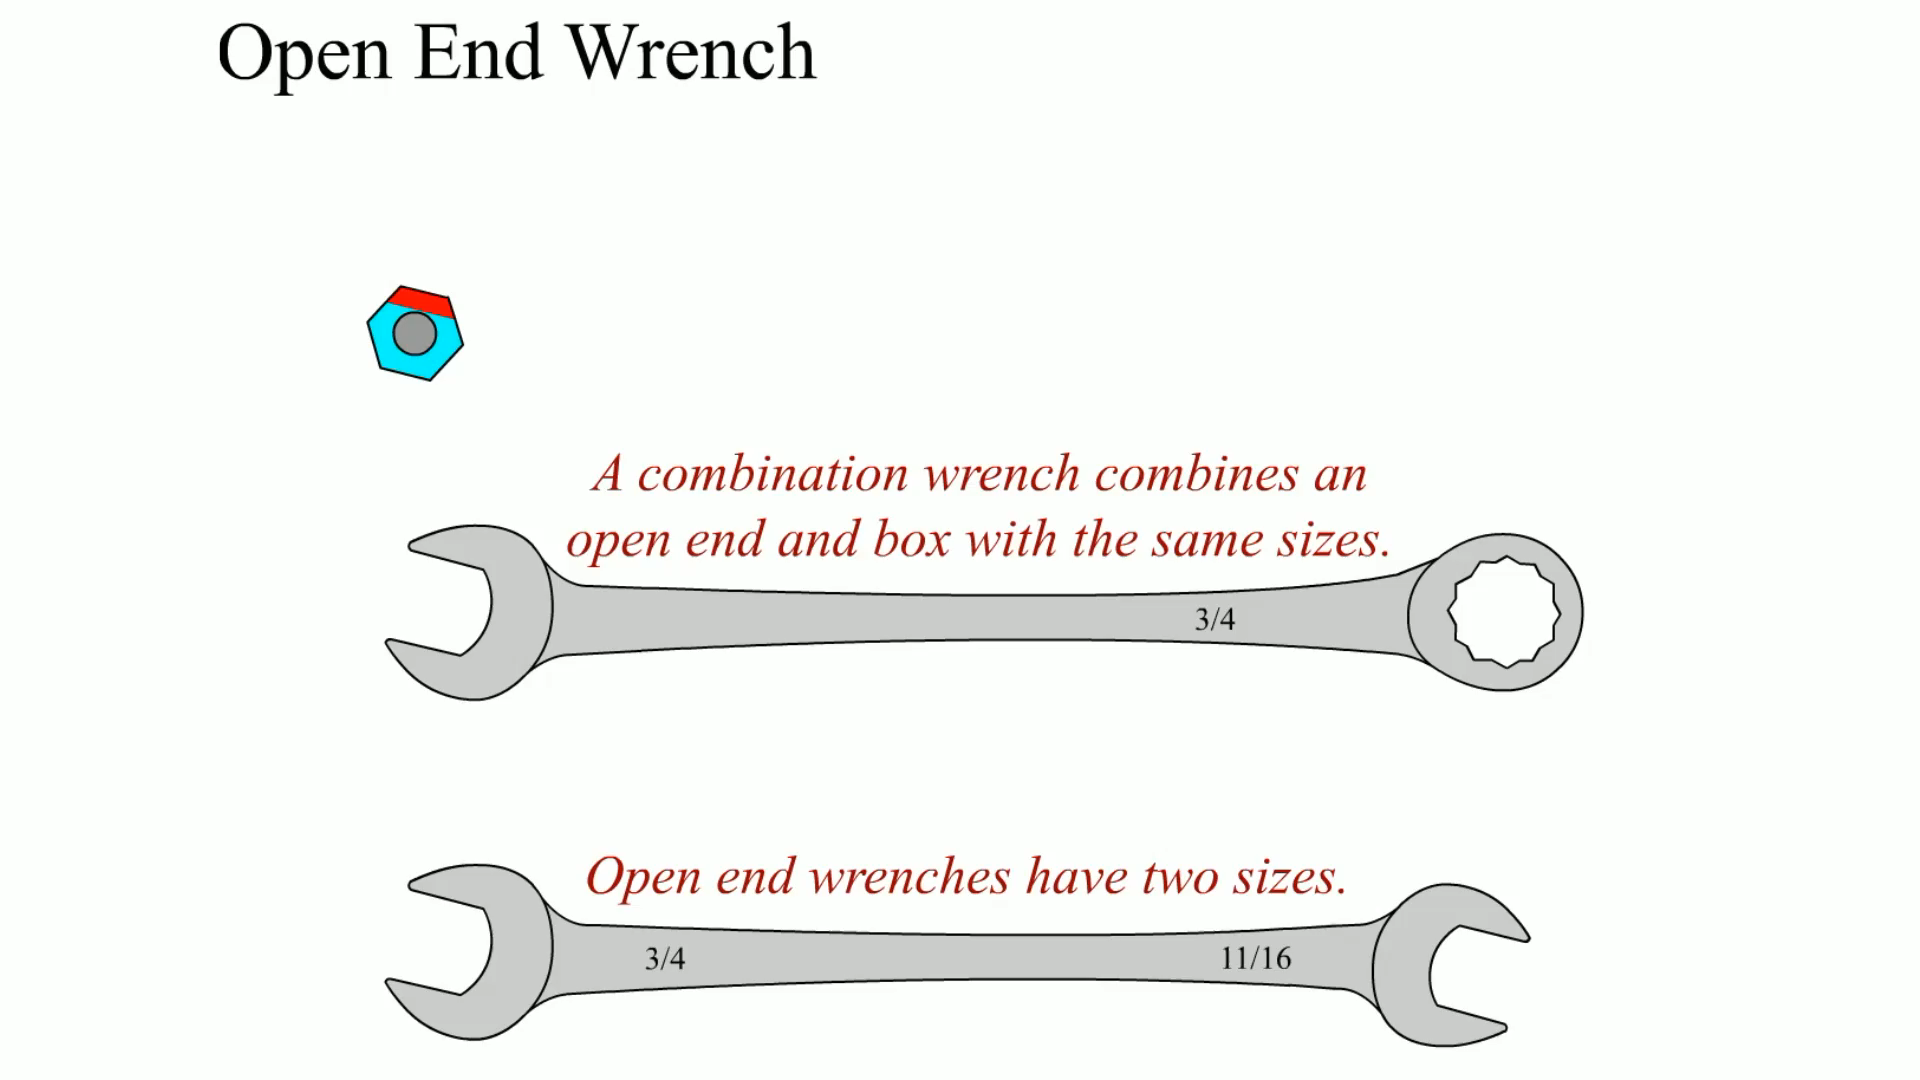 Open End Wrench
A combination wrench combines an
open end and box with the same sizes.
3/4
Open end wrenches have two sizes.
3/4
11/16